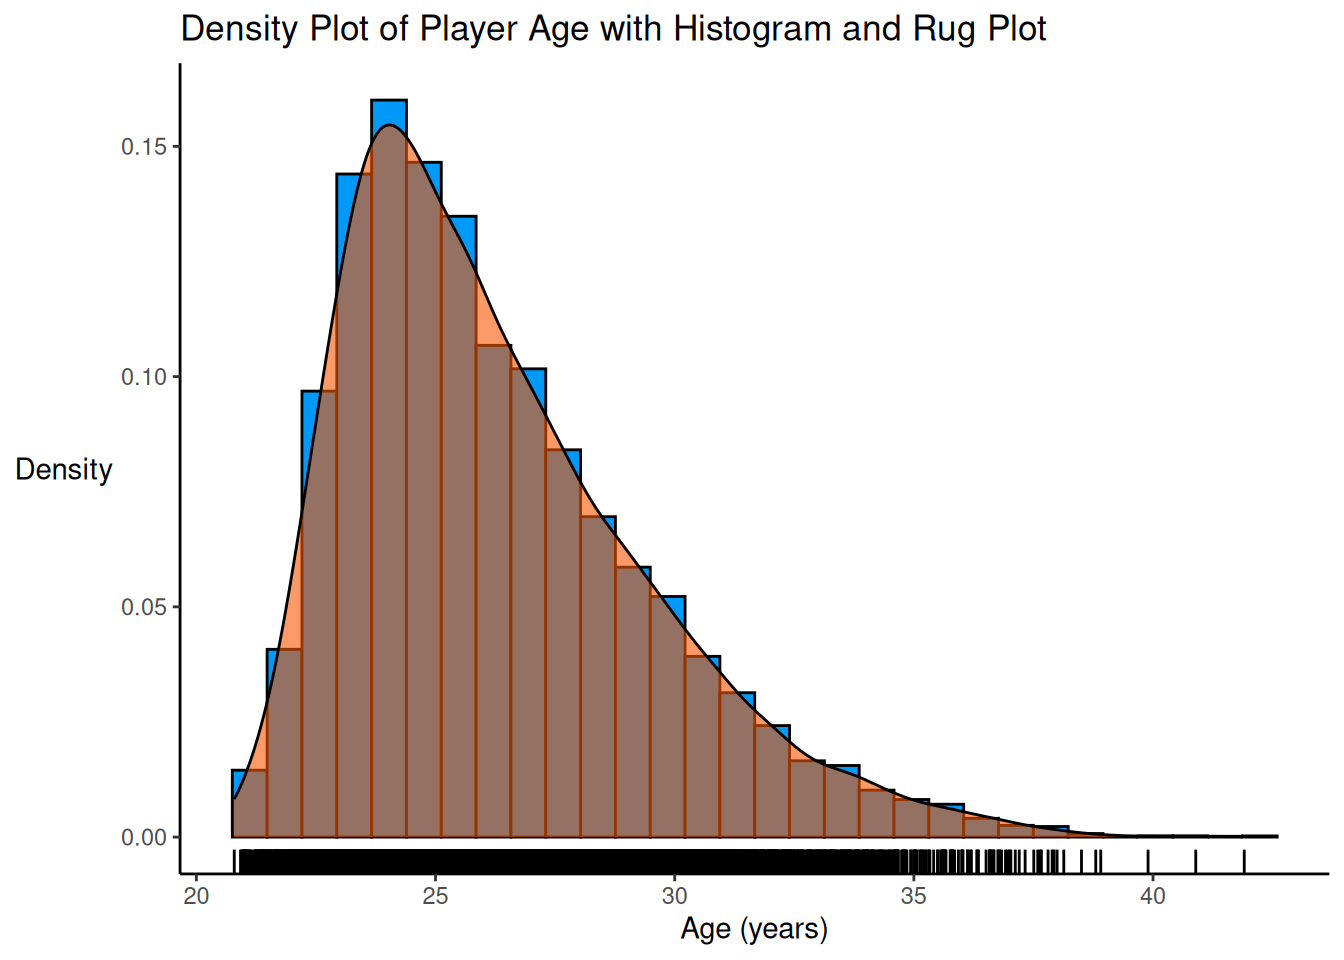 Density Plot of Player Age with Histogram and Rug Plot
0.15
0.10
Density
0.05
0.00
20 25 30 35 40
Age (years)